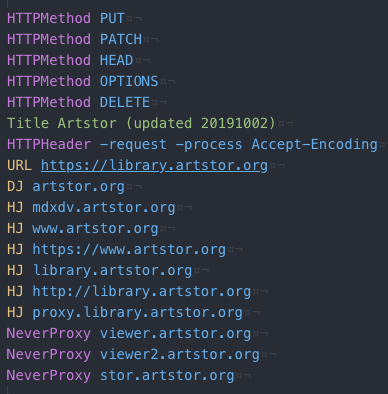 HTTPMethod PUT
HTTPMethod PATCH
HTTPMethod HEAD
HTTPMethod OPTIONS
HTTPMethod DELETE
Title Artstor (updated 20191002)
HTTPHeader -request -process Accept-Encoding
URL https://library.artstor.org
DJ artstor.org
HJ mdxdv.artstor.org
HJ www.artstor.org
HJ https://www.artstor.org
HJ library.artstor.org
HJ http://library.artstor.org
HJ proxy.library.artstor.org
NeverProxy viewer.artstor.org
NeverProxy viewer2.artstor.org
NeverProxy stor.artstor.org